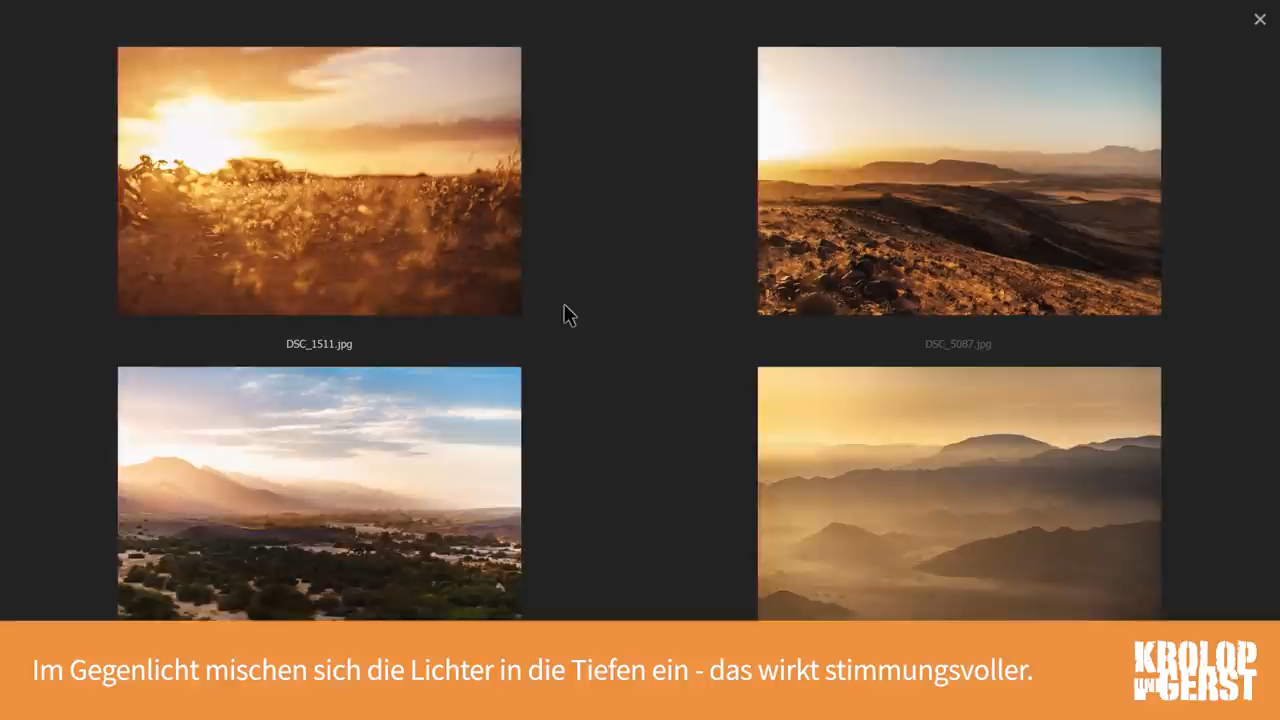 DSC_1511.jpg
DSC_5087.jpg
Im Gegenlicht mischen sich die Lichter in die Tiefen ein - das wirkt stimmungsvoller.
KROLOP
UND GERST